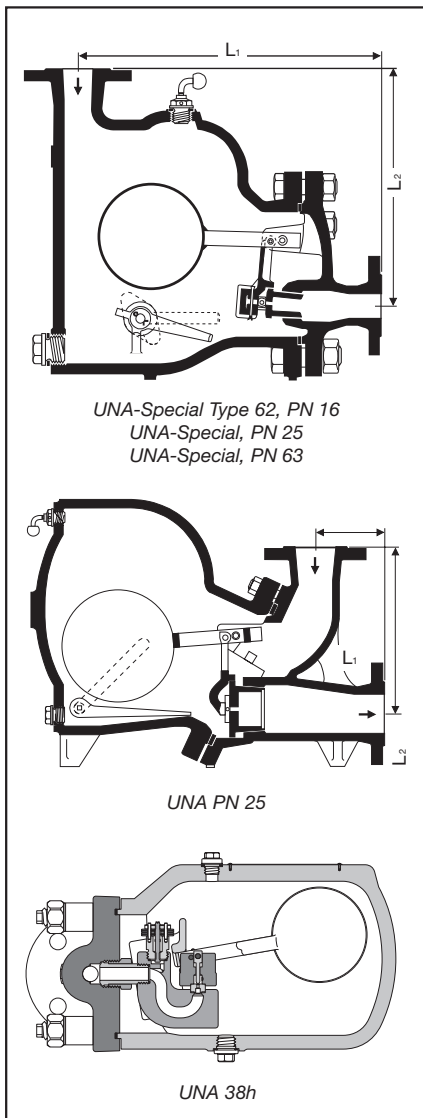 L1
L2
UNA-Special Type 62, PN 16
UNA-Special, PN 25
UNA-Special, PN 63
L1
L2
UNA PN 25
UNA 38h